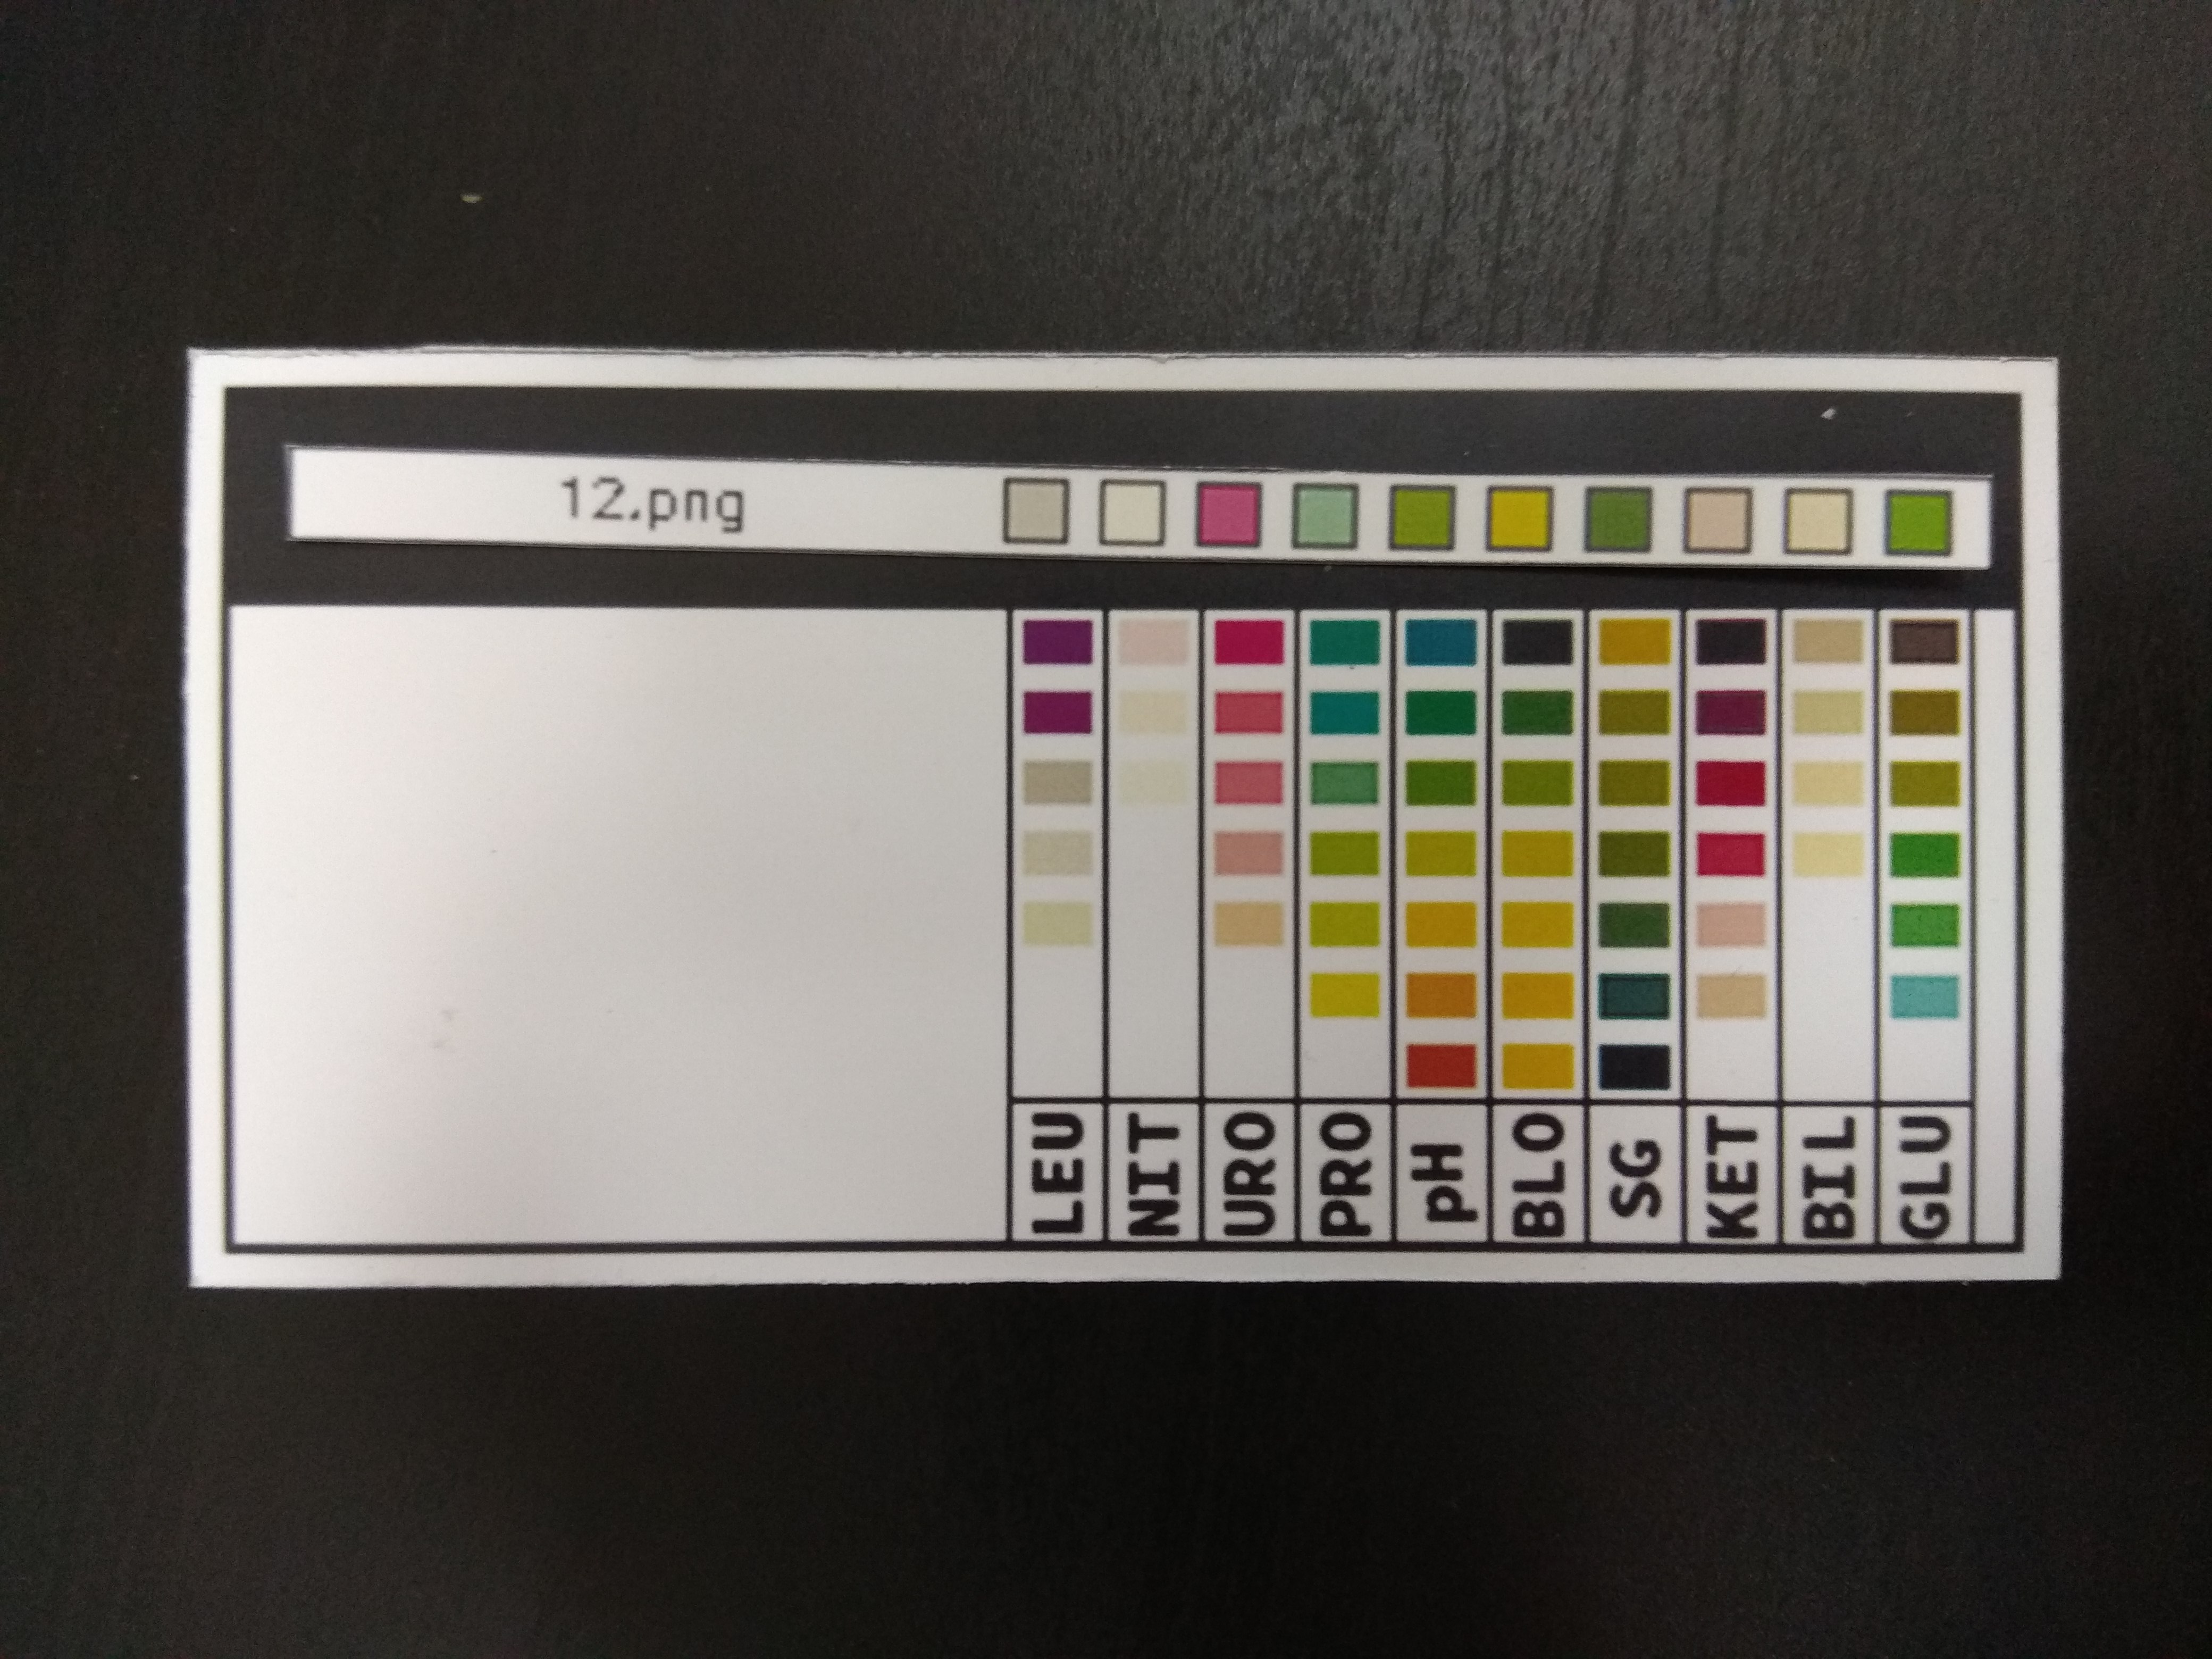 12.png
LEU
NIT
URO
PRO
pH
BLO
SG
KET
BIL
GLU